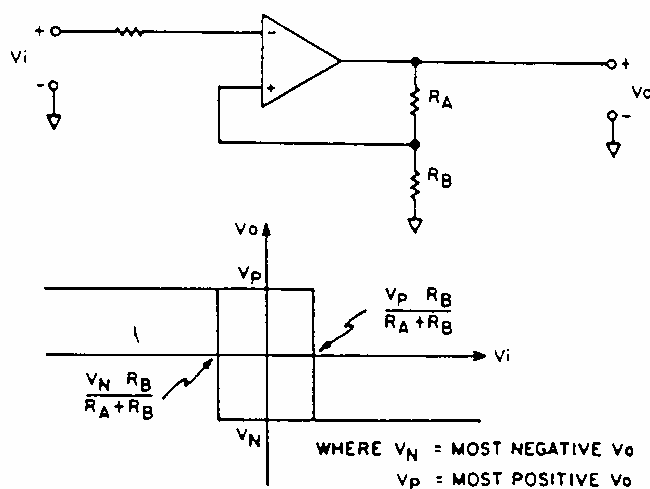 +
Vi
-
-
+
RA
RB
+
Vo
-
Vo
VP
VP RB
RA + RB
Vi
VN RB
RA + RB
VN
WHERE VN = MOST NEGATIVE Vo
VP = MOST POSITIVE Vo